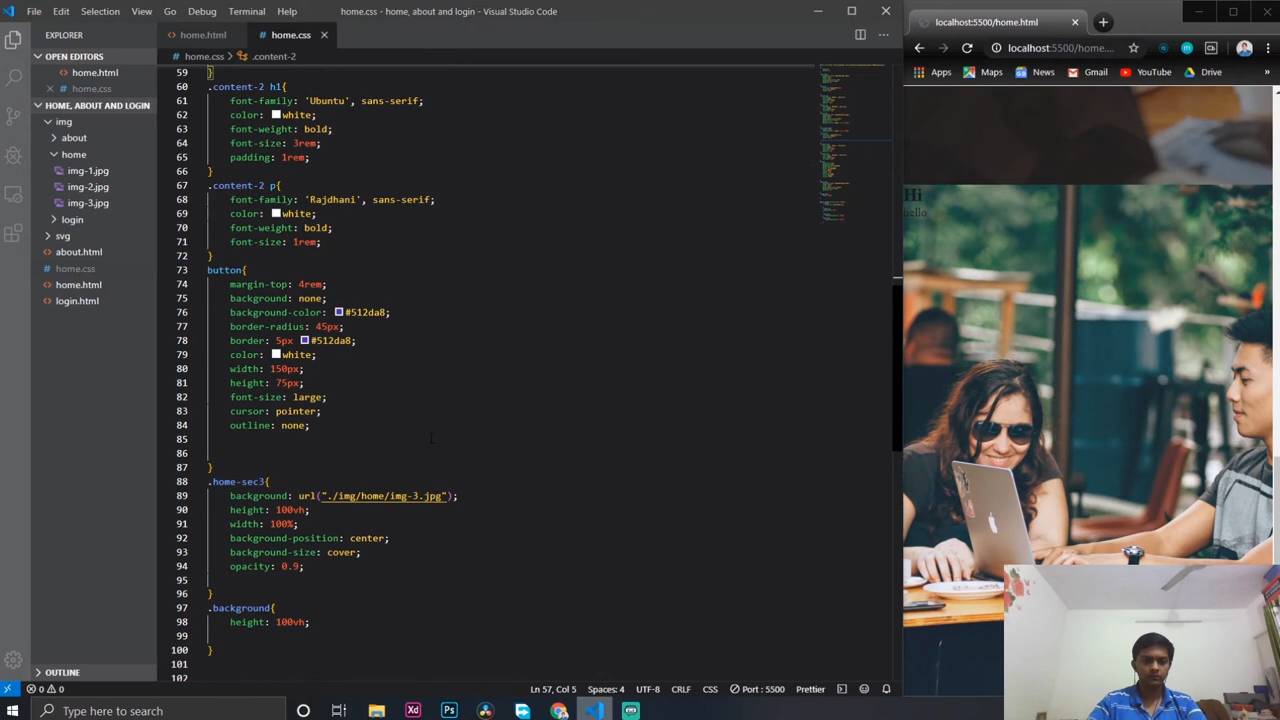 File Edit Selection View Go Debug Terminal Help
home.css - home, about and login - Visual Studio Code
localhost:5500/home.html
localhost:5500/home....
Apps Maps News Gmail YouTube Drive »
EXPLORER
OPEN EDITORS
home.html
home.css
HOME, ABOUT AND LOGIN
img
about
home
img-1.jpg
img-2.jpg
img-3.jpg
login
svg
about.html
home.css
home.html
login.html
OUTLINE
home.html home.css
home.css > .content-2
59 }
60 .content-2 h1{
61 font-family: 'Ubuntu', sans-serif;
62 color: white;
63 font-weight: bold;
64 font-size: 3rem;
65 padding: 1rem;
66 }
67 .content-2 p{
68 font-family: 'Rajdhani', sans-serif;
69 color: white;
70 font-weight: bold;
71 font-size: 1rem;
72 }
73 button{
74 margin-top: 4rem;
75 background: none;
76 background-color: #512da8;
77 border-radius: 45px;
78 border: 5px #512da8;
79 color: white;
80 width: 150px;
81 height: 75px;
82 font-size: large;
83 cursor: pointer;
84 outline: none;
85
86
87 }
88 .home-sec3{
89 background: url("./img/home/img-3.jpg");
90 height: 100vh;
91 width: 100%;
92 background-position: center;
93 background-size: cover;
94 opacity: 0.9;
95
96 }
97 .background{
98 height: 100vh;
99
100 }
101
102
Hi
hello
0 0
Ln 57, Col 5 Spaces: 4 UTF-8 CRLF CSS Port : 5500 Prettier
Type here to search
Xd Ps